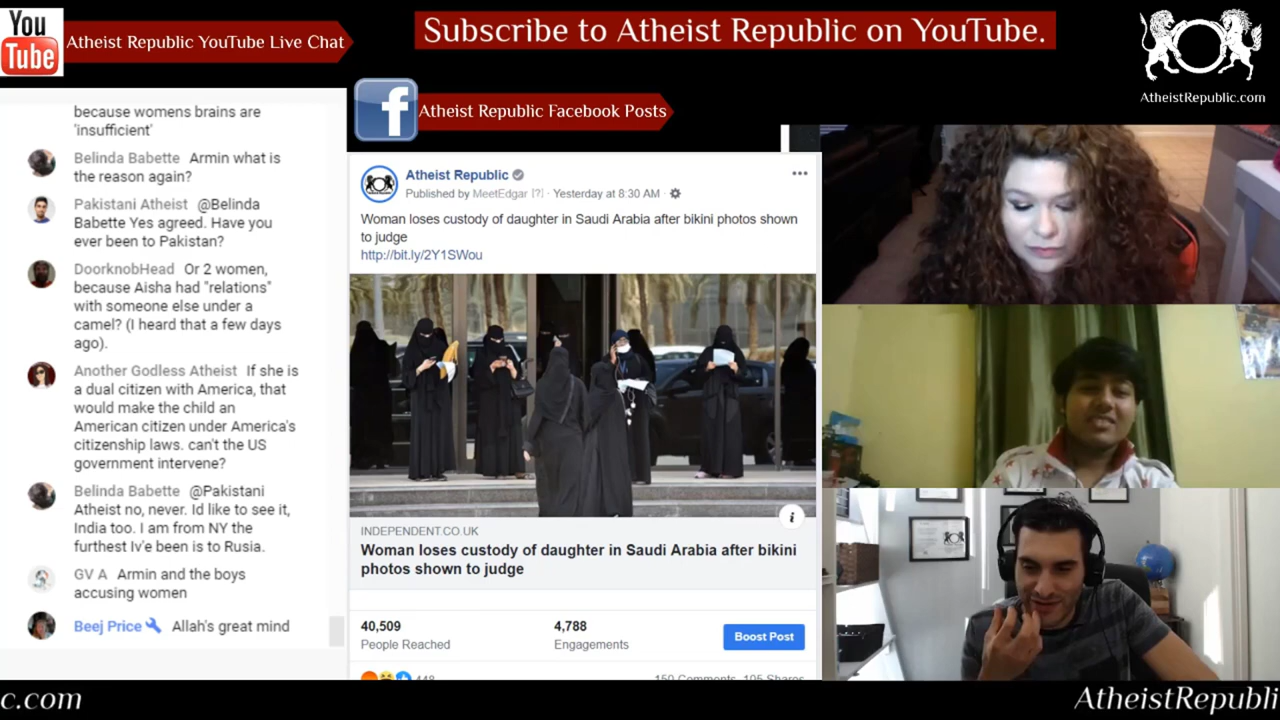 You
Tube
Atheist Republic YouTube Live Chat
Subscribe to Atheist Republic on YouTube.
AtheistRepublic.com
f
Atheist Republic Facebook Posts
because womens brains are
'insufficient'
Belinda Babette Armin what is
the reason again?
Pakistani Atheist @Belinda
Babette Yes agreed. Have you
ever been to Pakistan?
DoorknobHead Or 2 women,
because Aisha had "relations"
with someone else under a
camel? (I heard that a few days
ago).
Another Godless Atheist If she is
a dual citizen with America, that
would make the child an
American citizen under America's
citizenship laws. can't the US
government intervene?
Belinda Babette @Pakistani
Atheist no, never. Id like to see it,
India too. I am from NY the
furthest Iv'e been is to Rusia.
GV A Armin and the boys
accusing women
Beej Price Allah's great mind
Atheist Republic
Published by MeetEdgar [?] · Yesterday at 8:30 AM ·
Woman loses custody of daughter in Saudi Arabia after bikini photos shown
to judge
http://bit.ly/2Y1SWou
i
INDEPENDENT.CO.UK
Woman loses custody of daughter in Saudi Arabia after bikini
photos shown to judge
40,509
People Reached
4,788
Engagements
Boost Post
448
150 Comments 105 Shares
c.com
AtheistRepubli